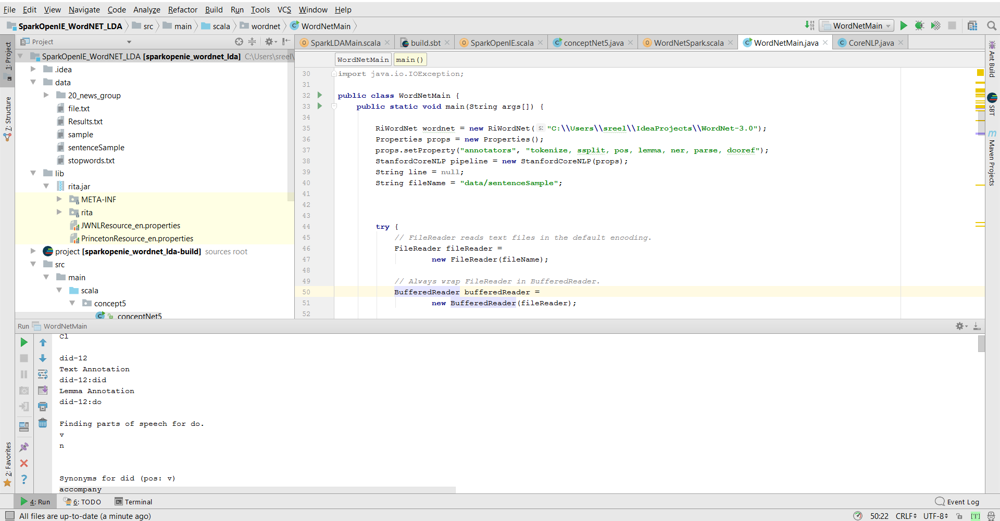 File Edit View Navigate Code Analyze Refactor Build Run Tools VCS Window Help
SparkOpenIE_WordNET_LDA src main scala wordnet WordNetMain
WordNetMain
Project
SparkLDAMain.scala build.sbt SparkOpenIE.scala conceptNet5.java WordNetSpark.scala WordNetMain.java CoreNLP.java
1: Project
7: Structure
2: Favorites
SparkOpenIE_WordNET_LDA [sparkopenie_wordnet_lda] C:\Users\sreel\
.idea
data
20_news_group
file.txt
Results.txt
sample
sentenceSample
stopwords.txt
lib
rita.jar
META-INF
rita
JWNLResource_en.properties
PrincetonResource_en.properties
project [sparkopenie_wordnet_lda-build] sources root
src
main
scala
concept5
conceptNet5
WordNetMain main()
30 import java.io.IOException;
31
32 public class WordNetMain {
33 public static void main(String args[]) {
34
35 RiWordNet wordnet = new RiWordNet( s: "C:\\Users\\sreel\\IdeaProjects\\WordNet-3.0");
36 Properties props = new Properties();
37 props.setProperty("annotators", "tokenize, ssplit, pos, lemma, ner, parse, dcoref");
38 StanfordCoreNLP pipeline = new StanfordCoreNLP(props);
39 String line = null;
40 String fileName = "data/sentenceSample";
41
42
43
44 try {
45 // FileReader reads text files in the default encoding.
46 FileReader fileReader =
47 new FileReader(fileName);
48
49 // Always wrap FileReader in BufferedReader.
50 BufferedReader bufferedReader =
51 new BufferedReader(fileReader);
52
Ant Build
SBT
Maven Projects
Run WordNetMain
Cl
did-12
Text Annotation
did-12:did
Lemma Annotation
did-12:do
Finding parts of speech for do.
v
n
Synonyms for did (pos: v)
accompany
4: Run 6: TODO Terminal Event Log
All files are up-to-date (a minute ago) 50:22 CRLF UTF-8 [T]